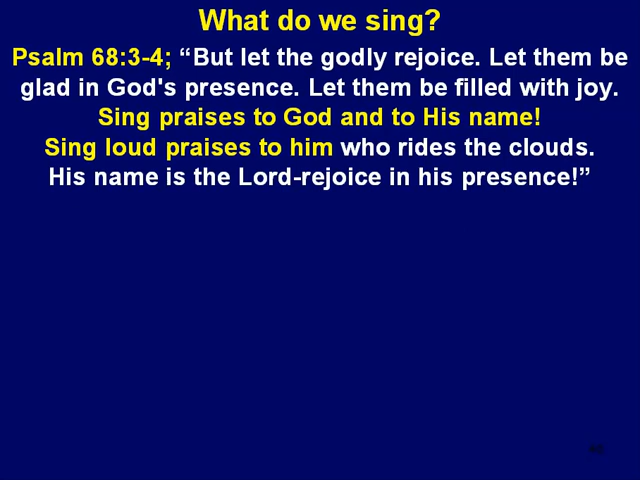 What do we sing?
Psalm 68:3-4; “But let the godly rejoice. Let them be
glad in God's presence. Let them be filled with joy.
Sing praises to God and to His name!
Sing loud praises to him who rides the clouds.
His name is the Lord-rejoice in his presence!”